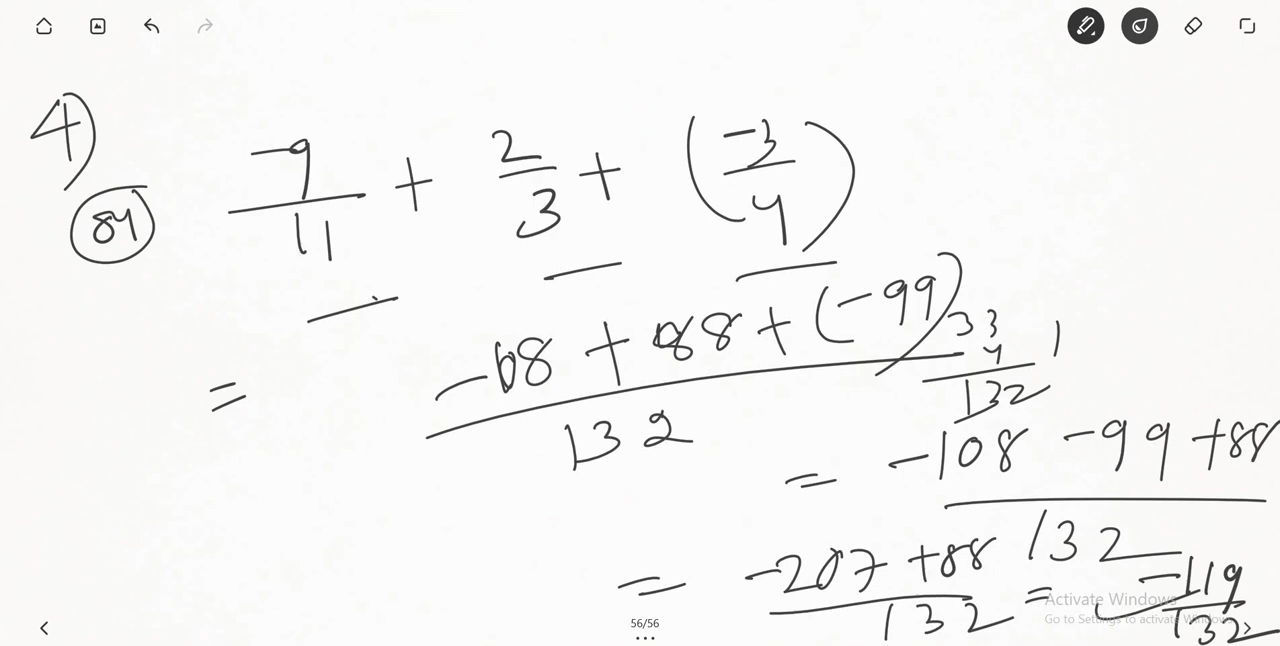 4)
84
-9/11 + 2/3 + (-3/4)
= -108 + 88 + (-99) / 132
33
4
132
1
= -108 -99 +88 / 132
= -207 +88 / 132 = -119 / 132
56/56
Activate Windows
Go to Settings to activate Windows.